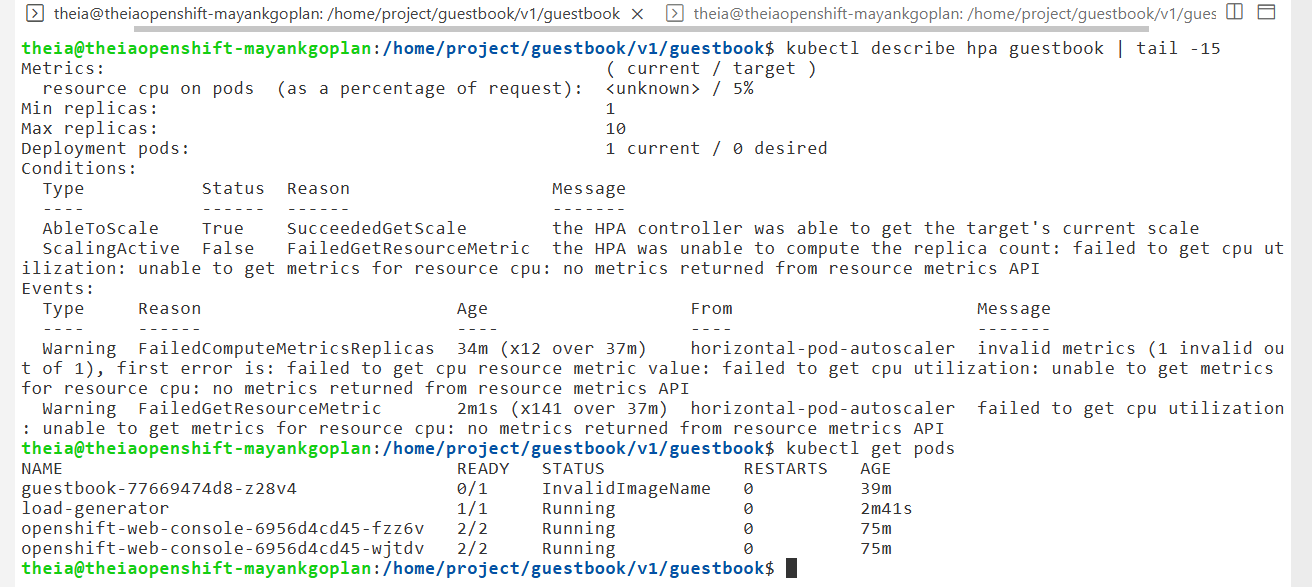 theia@theiaopenshift-mayankgoplan: /home/project/guestbook/v1/guestbook × theia@theiaopenshift-mayankgoplan: /home/project/guestbook/v1/gues
theia@theiaopenshift-mayankgoplan:/home/project/guestbook/v1/guestbook$ kubectl describe hpa guestbook | tail -15
Metrics: ( current / target )
resource cpu on pods (as a percentage of request): <unknown> / 5%
Min replicas: 1
Max replicas: 10
Deployment pods: 1 current / 0 desired
Conditions:
Type Status Reason Message
---- ------ ------ -------
AbleToScale True SucceededGetScale the HPA controller was able to get the target's current scale
ScalingActive False FailedGetResourceMetric the HPA was unable to compute the replica count: failed to get cpu ut
ilization: unable to get metrics for resource cpu: no metrics returned from resource metrics API
Events:
Type Reason Age From Message
---- ------ ---- ---- -------
Warning FailedComputeMetricsReplicas 34m (x12 over 37m) horizontal-pod-autoscaler invalid metrics (1 invalid ou
t of 1), first error is: failed to get cpu resource metric value: failed to get cpu utilization: unable to get metrics
for resource cpu: no metrics returned from resource metrics API
Warning FailedGetResourceMetric 2m1s (x141 over 37m) horizontal-pod-autoscaler failed to get cpu utilization
: unable to get metrics for resource cpu: no metrics returned from resource metrics API
theia@theiaopenshift-mayankgoplan:/home/project/guestbook/v1/guestbook$ kubectl get pods
NAME READY STATUS RESTARTS AGE
guestbook-77669474d8-z28v4 0/1 InvalidImageName 0 39m
load-generator 1/1 Running 0 2m41s
openshift-web-console-6956d4cd45-fzz6v 2/2 Running 0 75m
openshift-web-console-6956d4cd45-wjtdv 2/2 Running 0 75m
theia@theiaopenshift-mayankgoplan:/home/project/guestbook/v1/guestbook$